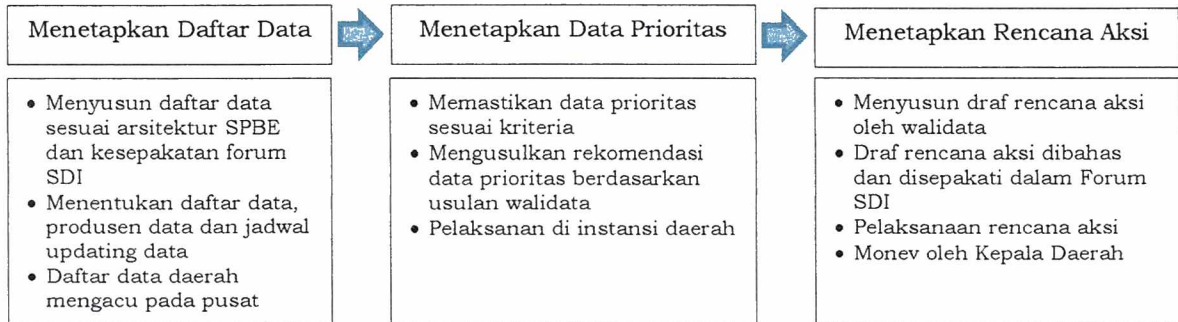 Menetapkan Daftar Data
Menetapkan Data Prioritas
Menetapkan Rencana Aksi
• Menyusun daftar data
sesuai arsitektur SPBE
dan kesepakatan forum
SDI
• Menentukan daftar data,
produsen data dan jadwal
updating data
• Daftar data daerah
mengacu pada pusat
• Memastikan data prioritas
sesuai kriteria
• Mengusulkan rekomendasi
data prioritas berdasarkan
usulan walidata
• Pelaksanan di instansi daerah
• Menyusun draf rencana aksi
oleh walidata
• Draf rencana aksi dibahas
dan disepakati dalam Forum
SDI
• Pelaksanaan rencana aksi
• Monev oleh Kepala Daerah